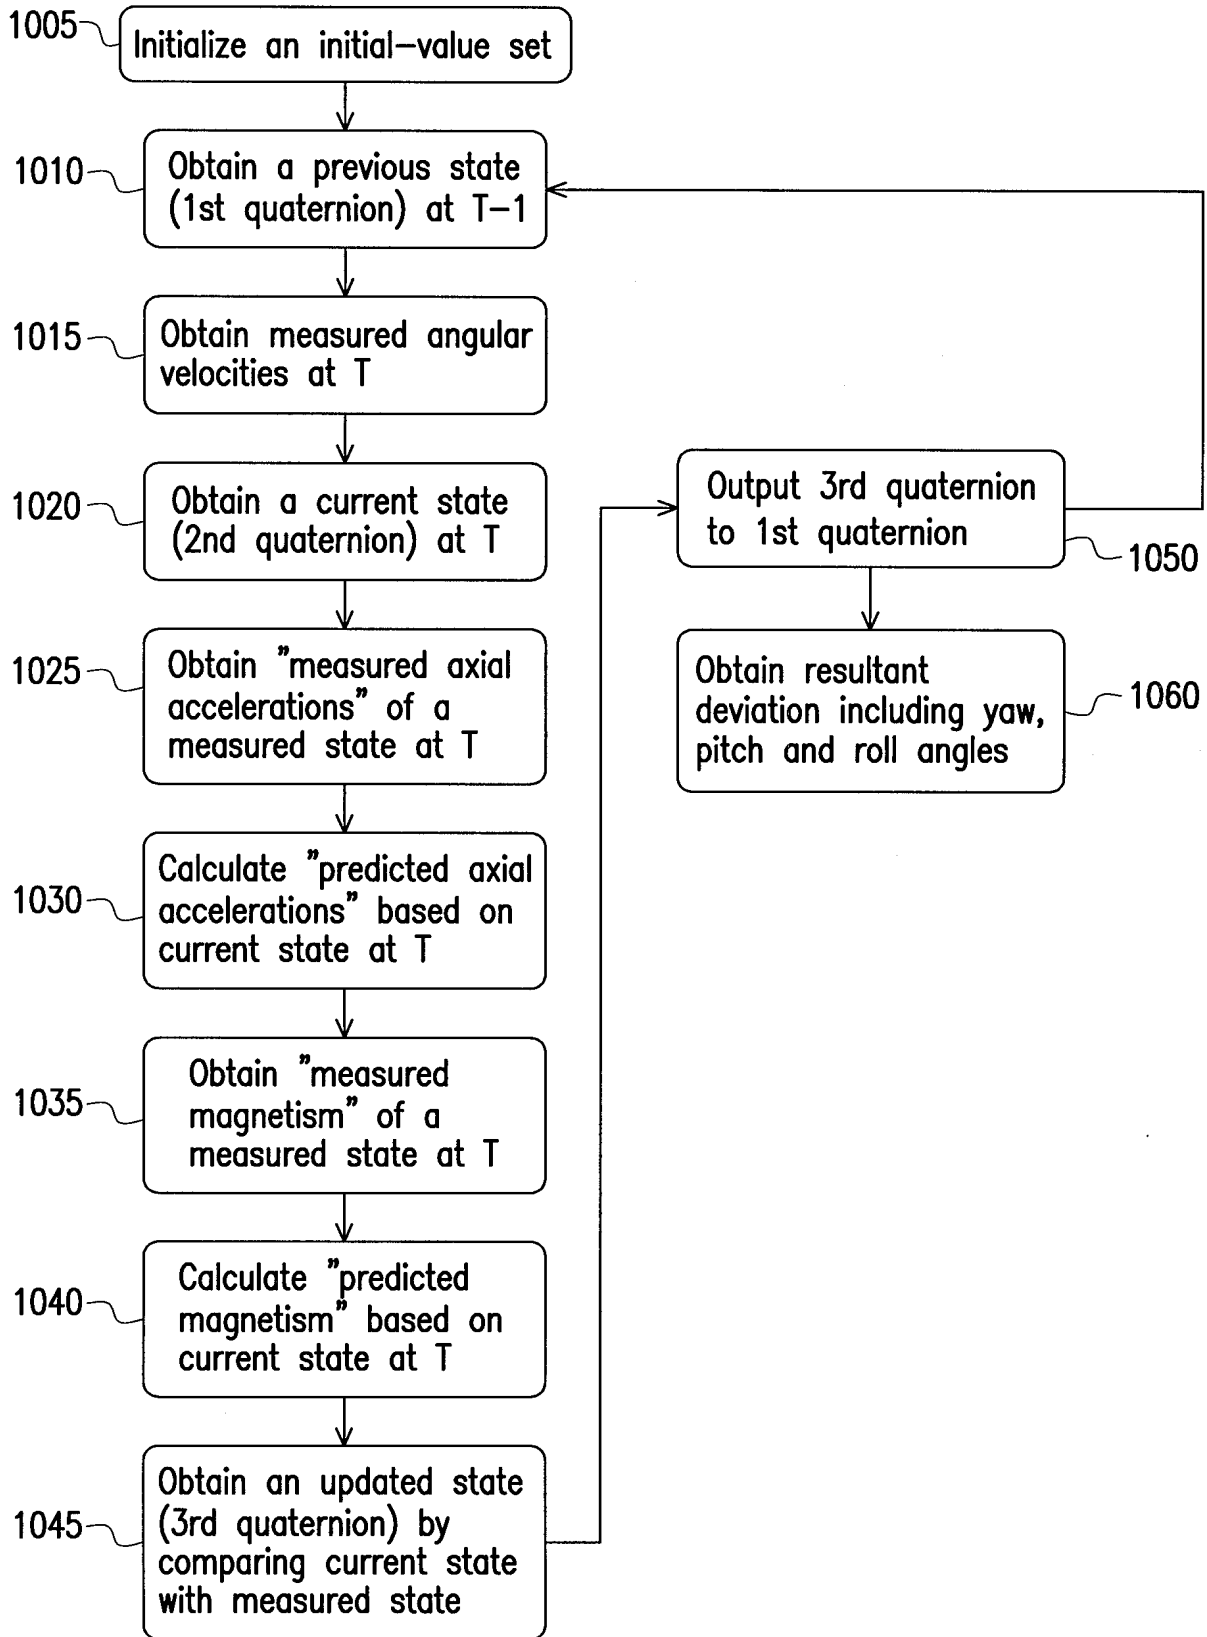 1005
Initialize an initial-value set
1010
Obtain a previous state
(1st quaternion) at T-1
1015
Obtain measured angular
velocities at T
1020
Obtain a current state
(2nd quaternion) at T
1025
Obtain "measured axial
accelerations" of a
measured state at T
1030
Calculate "predicted axial
accelerations" based on
current state at T
1035
Obtain "measured
magnetism" of a
measured state at T
1040
Calculate "predicted
magnetism" based on
current state at T
1045
Obtain an updated state
(3rd quaternion) by
comparing current state
with measured state
Output 3rd quaternion
to 1st quaternion
1050
Obtain resultant
deviation including yaw,
pitch and roll angles
1060